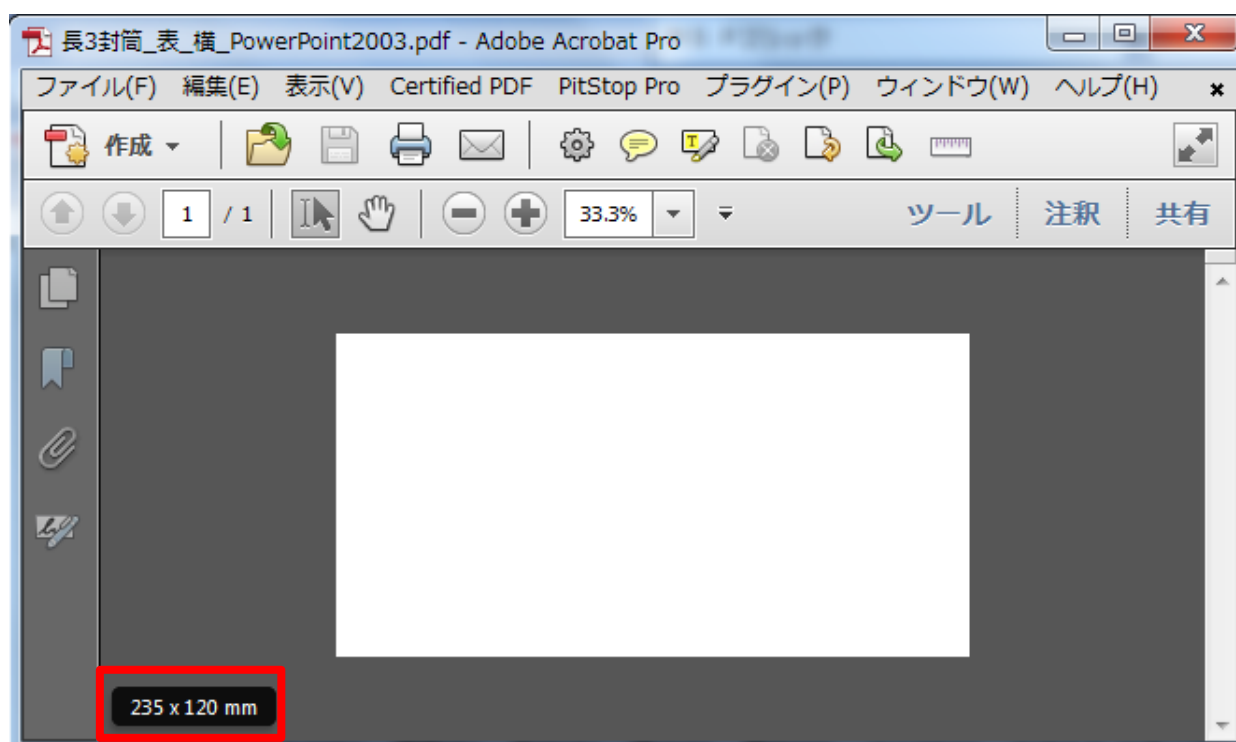 長3封筒_表_横_PowerPoint2003.pdf - Adobe Acrobat Pro
ファイル(F) 編集(E) 表示(V) Certified PDF PitStop Pro プラグイン(P) ウィンドウ(W) ヘルプ(H)
作成
1 / 1 33.3% ツール 注釈 共有
235 x 120 mm